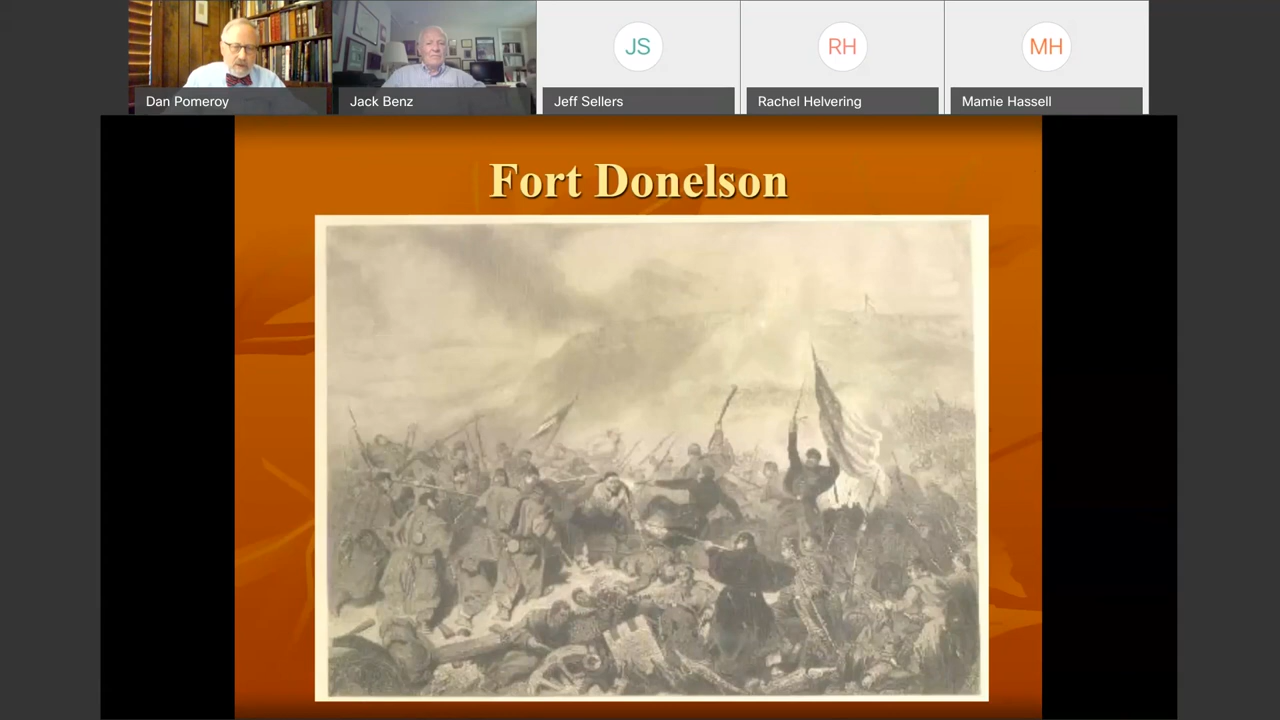 JS
RH
MH
Dan Pomeroy
Jack Benz
Jeff Sellers
Rachel Helvering
Mamie Hassell
Fort Donelson